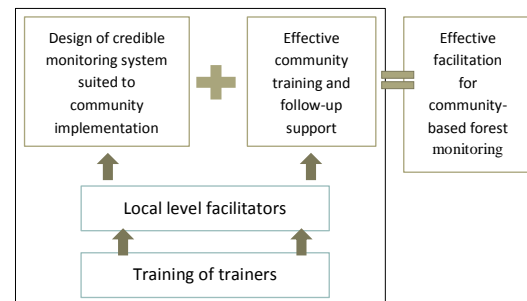 Design of credible
monitoring system
suited to
community
implementation
Effective
community
training and
follow-up
support
Effective
facilitation
for
community-
based forest
monitoring
Local level facilitators
Training of trainers